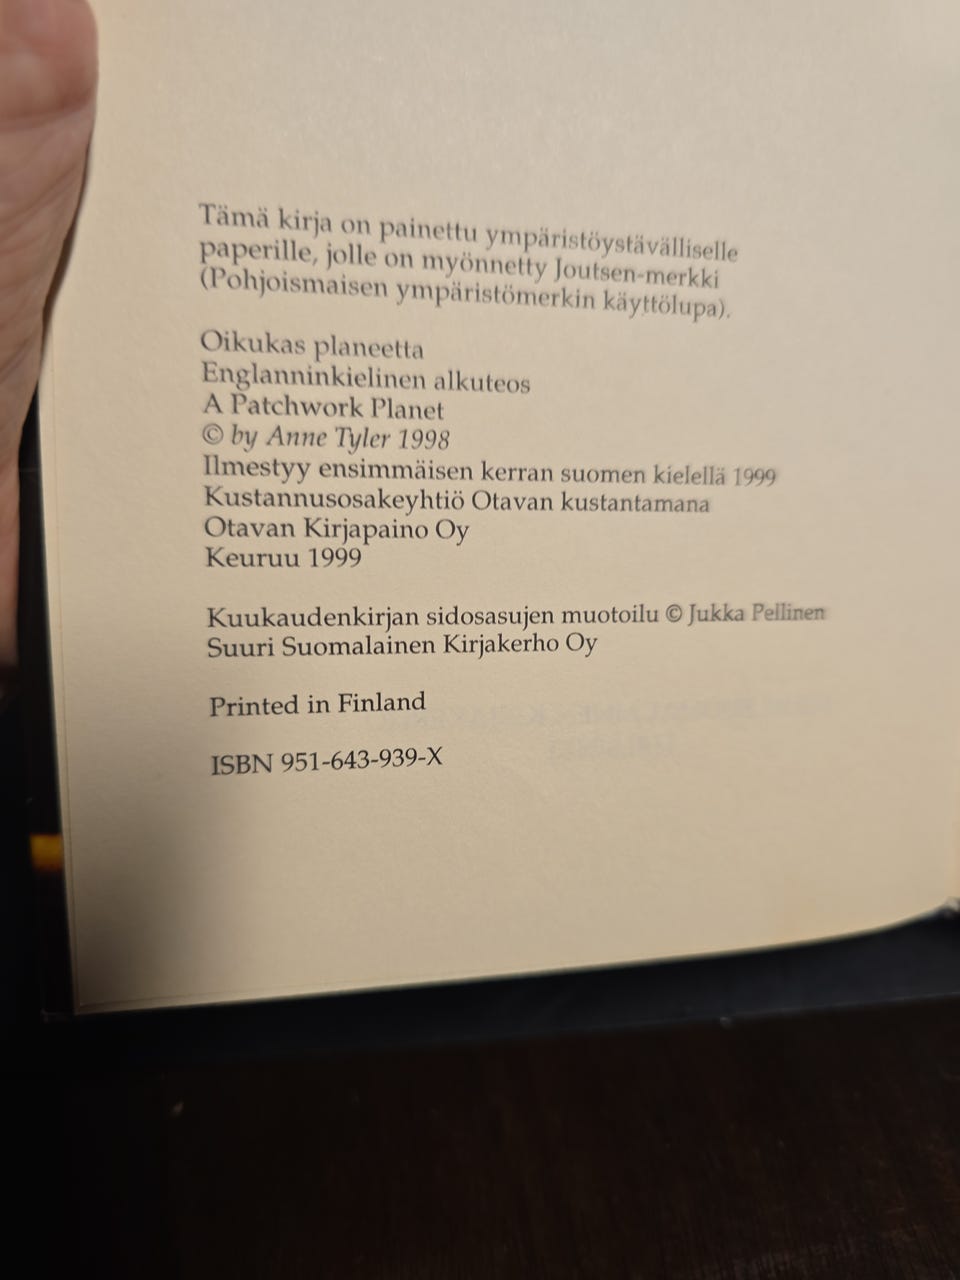 Tämä kirja on painettu ympäristöystävälliselle
paperille, jolle on myönnetty Joutsen-merkki
(Pohjoismaisen ympäristömerkin käyttölupa).
Oikukas planeetta
Englanninkielinen alkuteos
A Patchwork Planet
© by Anne Tyler 1998
Ilmestyy ensimmäisen kerran suomen kielellä 1999
Kustannusosakeyhtiö Otavan kustantamana
Otavan Kirjapaino Oy
Keuruu 1999
Kuukaudenkirjan sidosasujen muotoilu © Jukka Pellinen
Suuri Suomalainen Kirjakerho Oy
Printed in Finland
ISBN 951-643-939-X